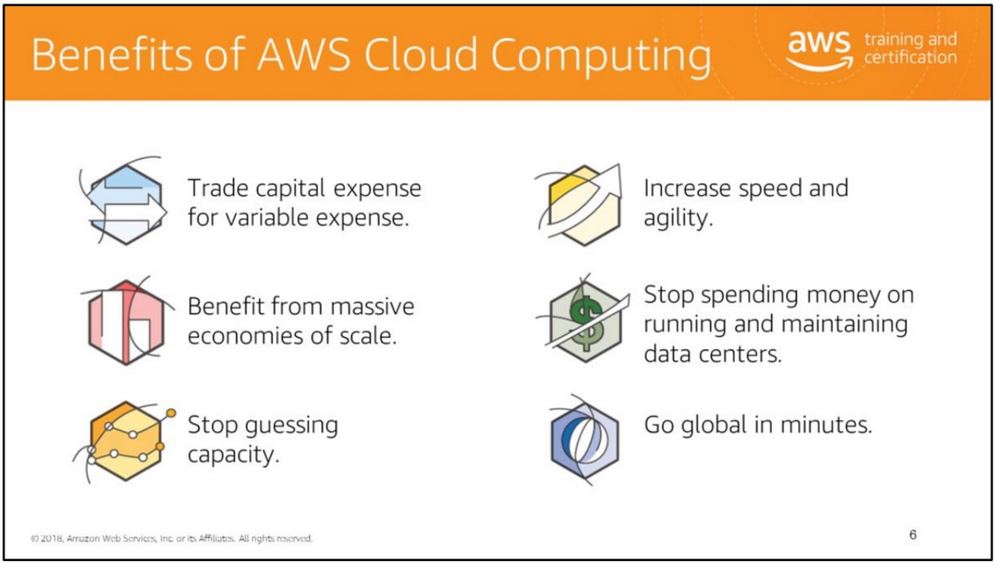 Benefits of AWS Cloud Computing
aws training and
certification
Trade capital expense
for variable expense.
Increase speed and
agility.
Benefit from massive
economies of scale.
Stop spending money on
running and maintaining
data centers.
Stop guessing
capacity.
Go global in minutes.
© 2018, Amazon Web Services, Inc. or its Affiliates. All rights reserved.
6